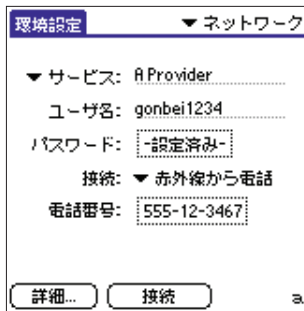 環境設定 ▼ ネットワーク
▼ サービス: A Provider
ユーザ名: gonbei1234
パスワード: -設定済み-
接続: ▼ 赤外線から電話
電話番号: 555-12-3467
詳細... 接続 a